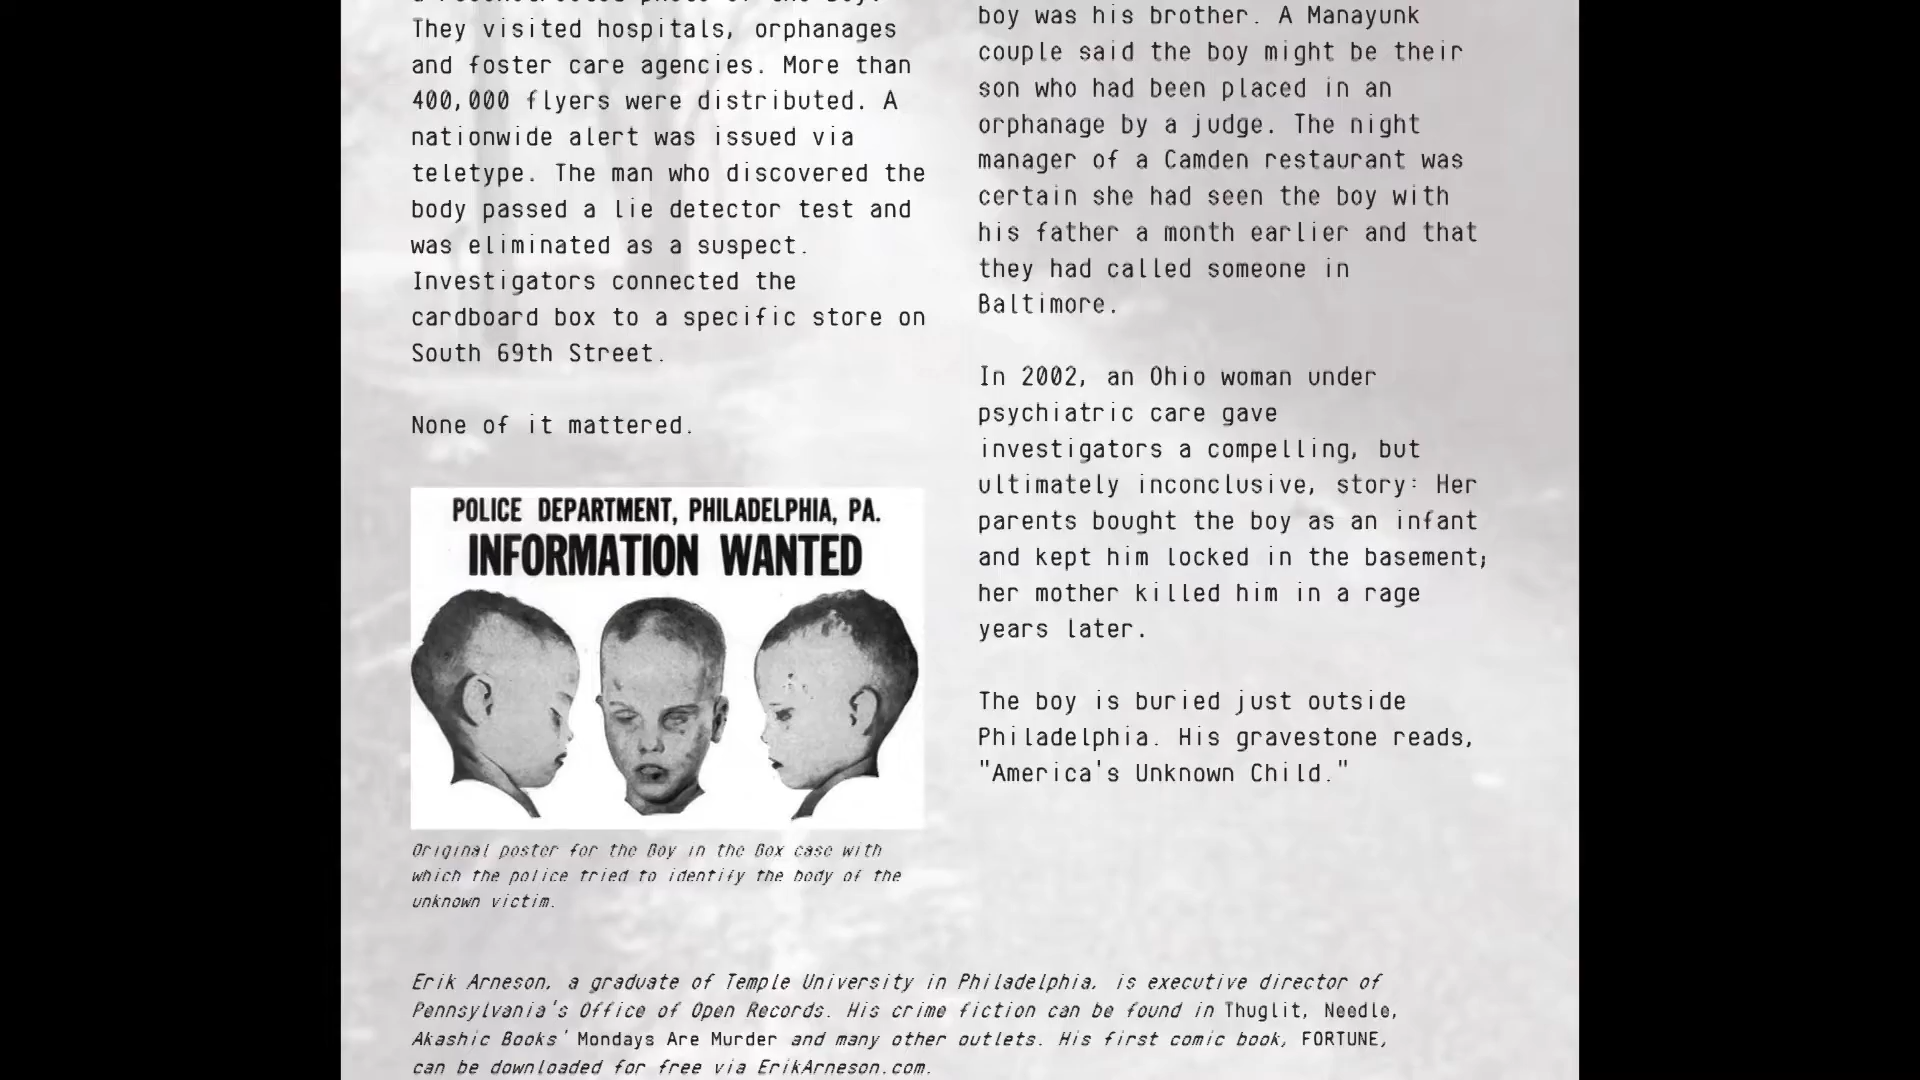 They visited hospitals, orphanages
and foster care agencies. More than
400,000 flyers were distributed. A
nationwide alert was issued via
teletype. The man who discovered the
body passed a lie detector test and
was eliminated as a suspect.
Investigators connected the
cardboard box to a specific store on
South 69th Street.
None of it mattered.
POLICE DEPARTMENT, PHILADELPHIA, PA.
INFORMATION WANTED
Original poster for the Boy in the Box case with
which the police tried to identify the body of the
unknown victim.
boy was his brother. A Manayunk
couple said the boy might be their
son who had been placed in an
orphanage by a judge. The night
manager of a Camden restaurant was
certain she had seen the boy with
his father a month earlier and that
they had called someone in
Baltimore.
In 2002, an Ohio woman under
psychiatric care gave
investigators a compelling, but
ultimately inconclusive, story: Her
parents bought the boy as an infant
and kept him locked in the basement;
her mother killed him in a rage
years later.
The boy is buried just outside
Philadelphia. His gravestone reads,
"America's Unknown Child."
Erik Arneson, a graduate of Temple University in Philadelphia, is executive director of
Pennsylvania's Office of Open Records. His crime fiction can be found in Thuglit, Needle,
Akashic Books' Mondays Are Murder and many other outlets. His first comic book, FORTUNE,
can be downloaded for free via ErikArneson.com.